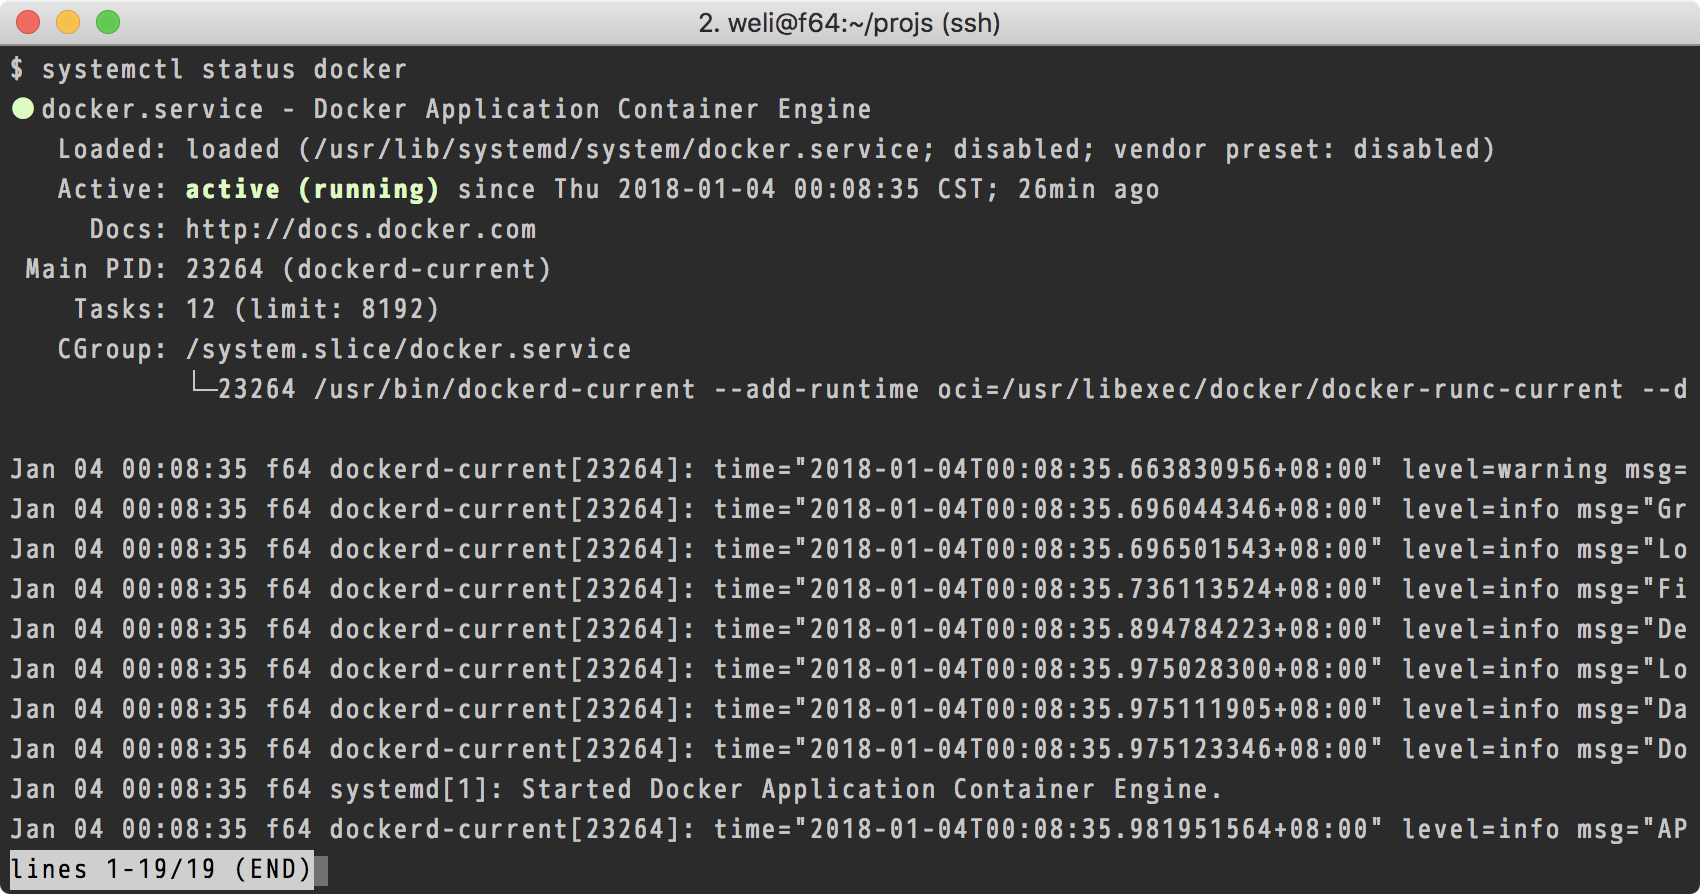 2. weli@f64:~/projs (ssh)
$ systemctl status docker
● docker.service - Docker Application Container Engine
   Loaded: loaded (/usr/lib/systemd/system/docker.service; disabled; vendor preset: disabled)
   Active: active (running) since Thu 2018-01-04 00:08:35 CST; 26min ago
     Docs: http://docs.docker.com
 Main PID: 23264 (dockerd-current)
    Tasks: 12 (limit: 8192)
   CGroup: /system.slice/docker.service
           └─23264 /usr/bin/dockerd-current --add-runtime oci=/usr/libexec/docker/docker-runc-current --d
Jan 04 00:08:35 f64 dockerd-current[23264]: time="2018-01-04T00:08:35.663830956+08:00" level=warning msg=
Jan 04 00:08:35 f64 dockerd-current[23264]: time="2018-01-04T00:08:35.696044346+08:00" level=info msg="Gr
Jan 04 00:08:35 f64 dockerd-current[23264]: time="2018-01-04T00:08:35.696501543+08:00" level=info msg="Lo
Jan 04 00:08:35 f64 dockerd-current[23264]: time="2018-01-04T00:08:35.736113524+08:00" level=info msg="Fi
Jan 04 00:08:35 f64 dockerd-current[23264]: time="2018-01-04T00:08:35.894784223+08:00" level=info msg="De
Jan 04 00:08:35 f64 dockerd-current[23264]: time="2018-01-04T00:08:35.975028300+08:00" level=info msg="Lo
Jan 04 00:08:35 f64 dockerd-current[23264]: time="2018-01-04T00:08:35.975111905+08:00" level=info msg="Da
Jan 04 00:08:35 f64 dockerd-current[23264]: time="2018-01-04T00:08:35.975123346+08:00" level=info msg="Do
Jan 04 00:08:35 f64 systemd[1]: Started Docker Application Container Engine.
Jan 04 00:08:35 f64 dockerd-current[23264]: time="2018-01-04T00:08:35.981951564+08:00" level=info msg="AP
lines 1-19/19 (END)